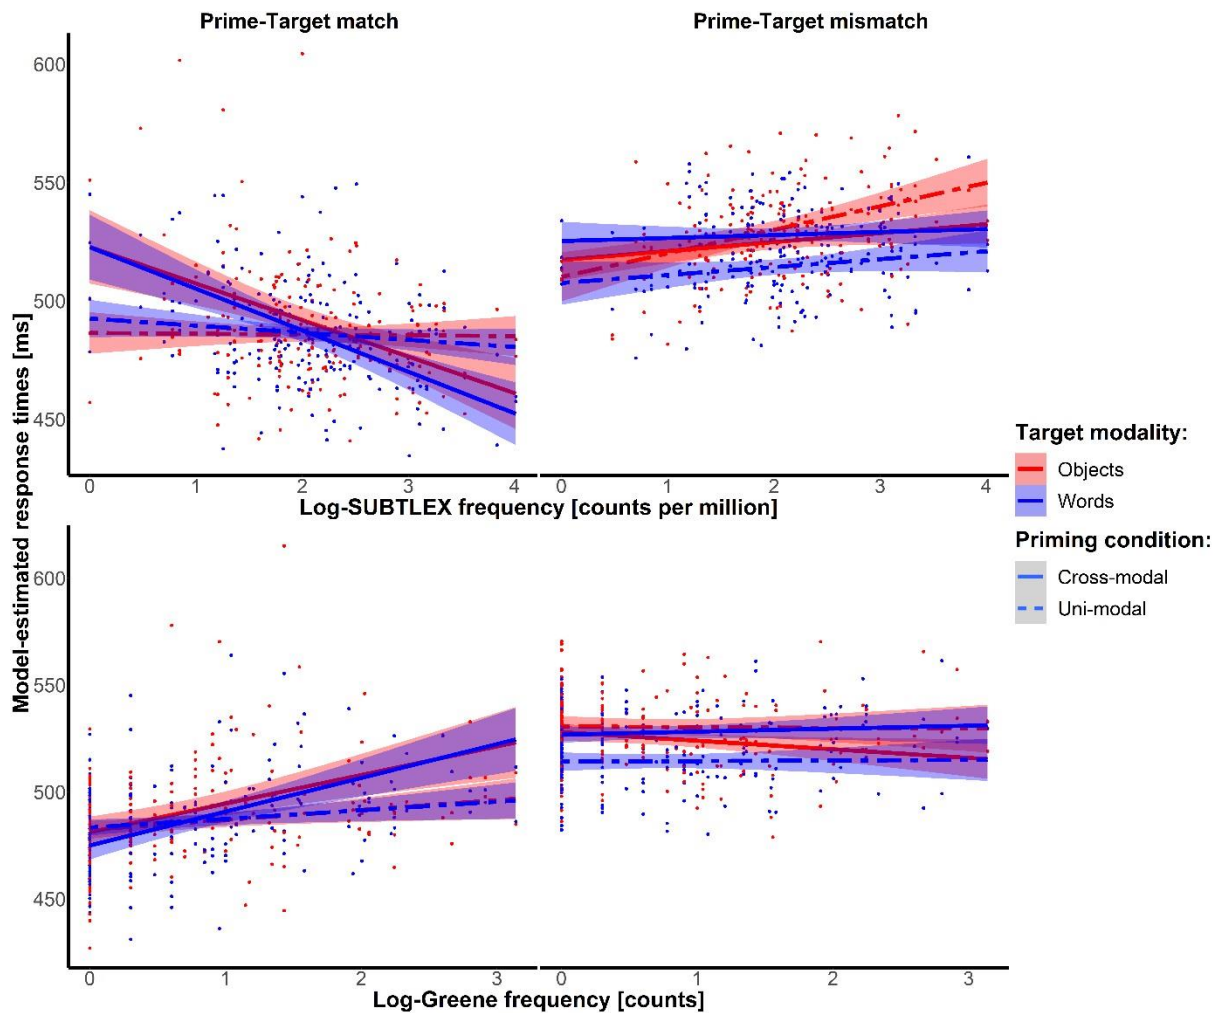 Prime-Target match
Prime-Target mismatch
Model-estimated response times [ms]
600
550
500
450
0 1 2 3 4
0 1 2 3 4
Log-SUBTLEX frequency [counts per million]
600
550
500
450
0 1 2 3
0 1 2 3
Log-Greene frequency [counts]
Target modality:
Objects
Words
Priming condition:
Cross-modal
Uni-modal